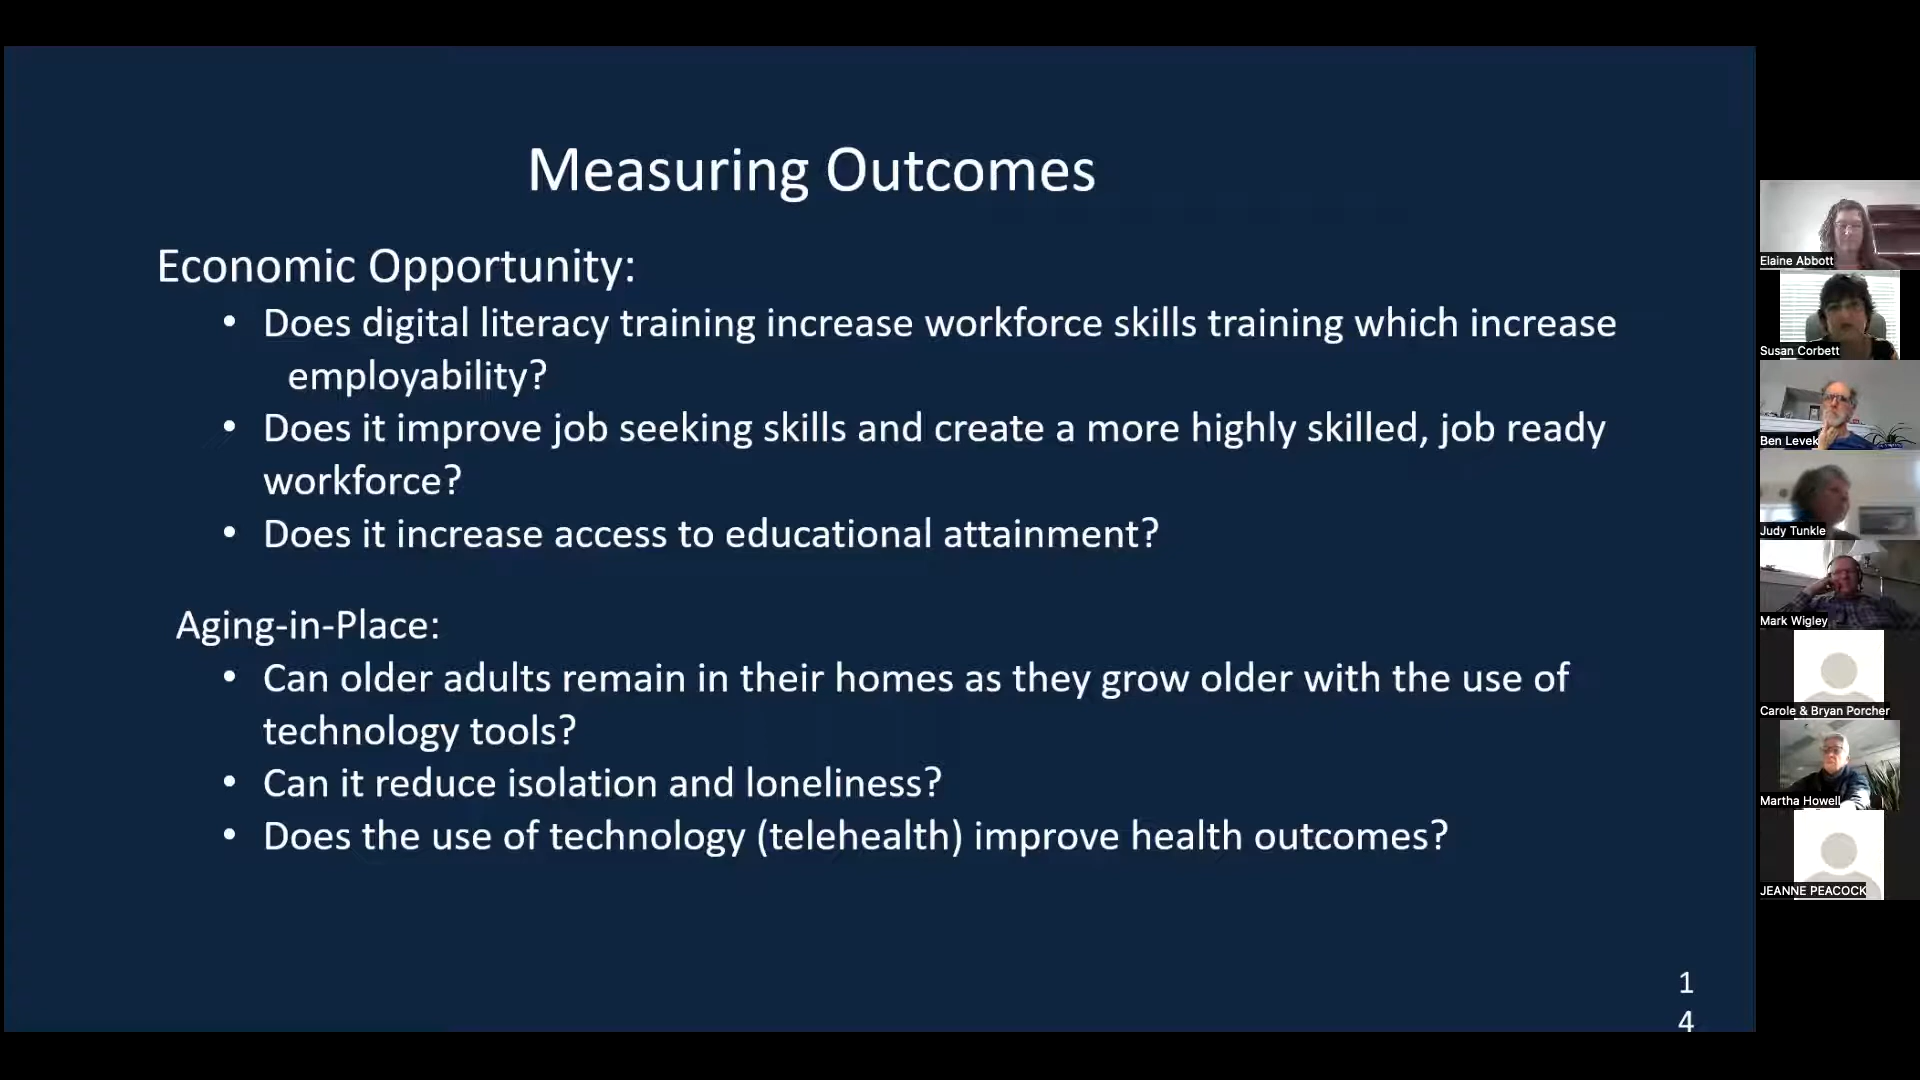 Measuring Outcomes
Economic Opportunity:
• Does digital literacy training increase workforce skills training which increase
employability?
• Does it improve job seeking skills and create a more highly skilled, job ready
workforce?
• Does it increase access to educational attainment?
Aging-in-Place:
• Can older adults remain in their homes as they grow older with the use of
technology tools?
• Can it reduce isolation and loneliness?
• Does the use of technology (telehealth) improve health outcomes?
1
4
Elaine Abbott
Susan Corbett
Ben Levek
Judy Tunkle
Mark Wigley
Carole & Bryan Porcher
Martha Howell
JEANNE PEACOCK